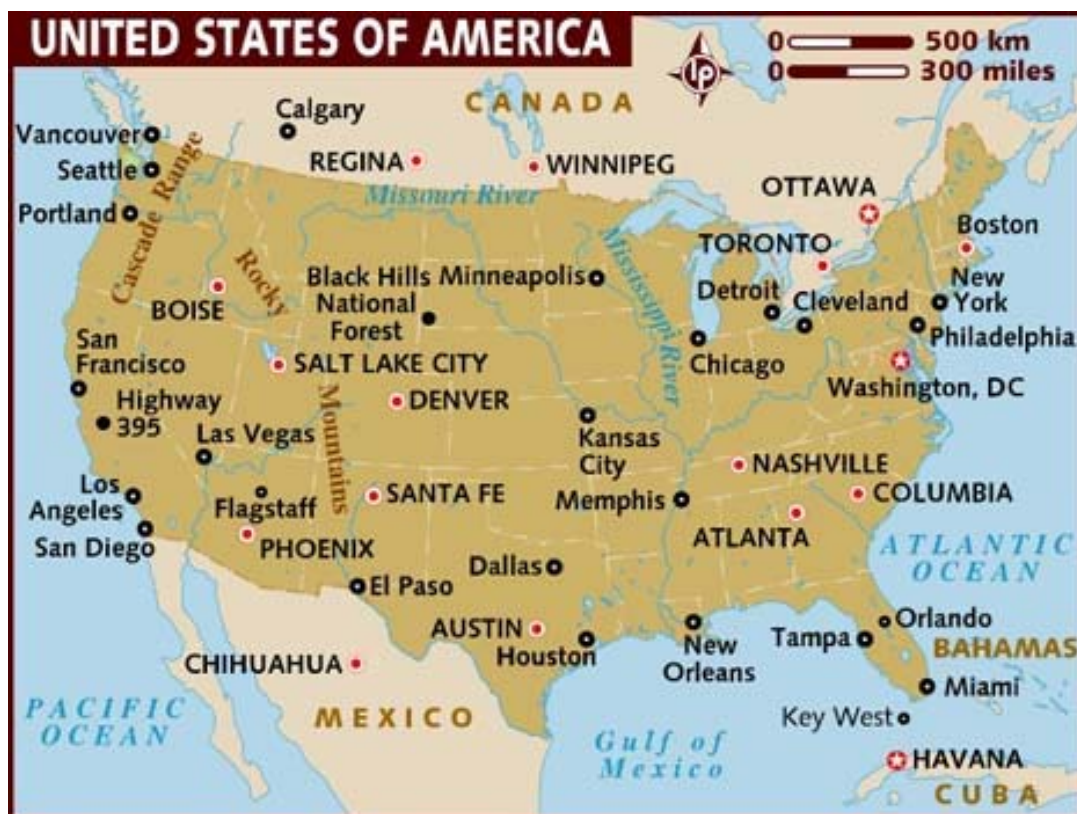 UNITED STATES OF AMERICA
0 500 km
0 300 miles
lp
CANADA
Calgary
Vancouver
REGINA
WINNIPEG
Seattle
Missouri River
OTTAWA
Portland
Cascade Range
Boston
TORONTO
Mississippi River
Rocky
Mountains
Black Hills
National
Forest
Minneapolis
Detroit
Cleveland
New
York
BOISE
San
Francisco
Philadelphia
SALT LAKE CITY
Chicago
Washington, DC
DENVER
Highway
395
Las Vegas
Kansas
City
NASHVILLE
Los
Angeles
Flagstaff
SANTA FE
Memphis
COLUMBIA
San Diego
PHOENIX
ATLANTA
ATLANTIC
OCEAN
Dallas
El Paso
AUSTIN
Houston
New
Orleans
Tampa
Orlando
BAHAMAS
CHIHUAHUA
Miami
PACIFIC
OCEAN
MEXICO
Key West
Gulf of
Mexico
HAVANA
CUBA